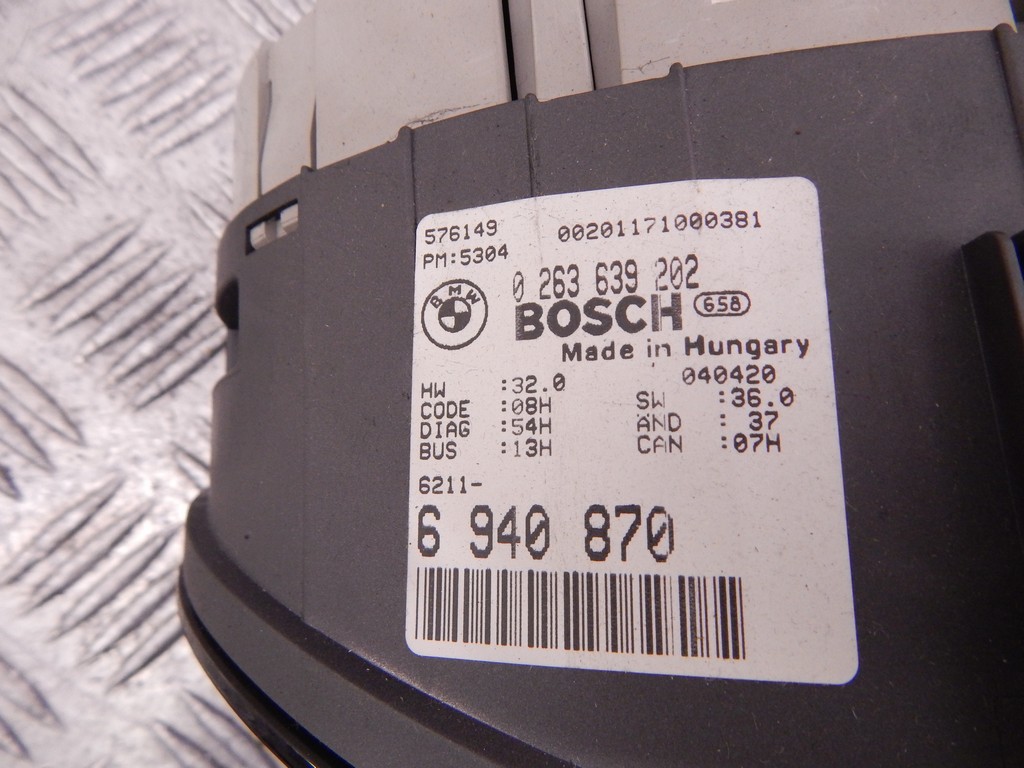 576149 00201171000381
PM:5304
0 263 639 202
BMW BOSCH 658
Made in Hungary
040420
HW :32.0 SW :36.0
CODE :08H ÄND : 37
DIAG :54H CAN :07H
BUS :13H
6211-
6 940 870